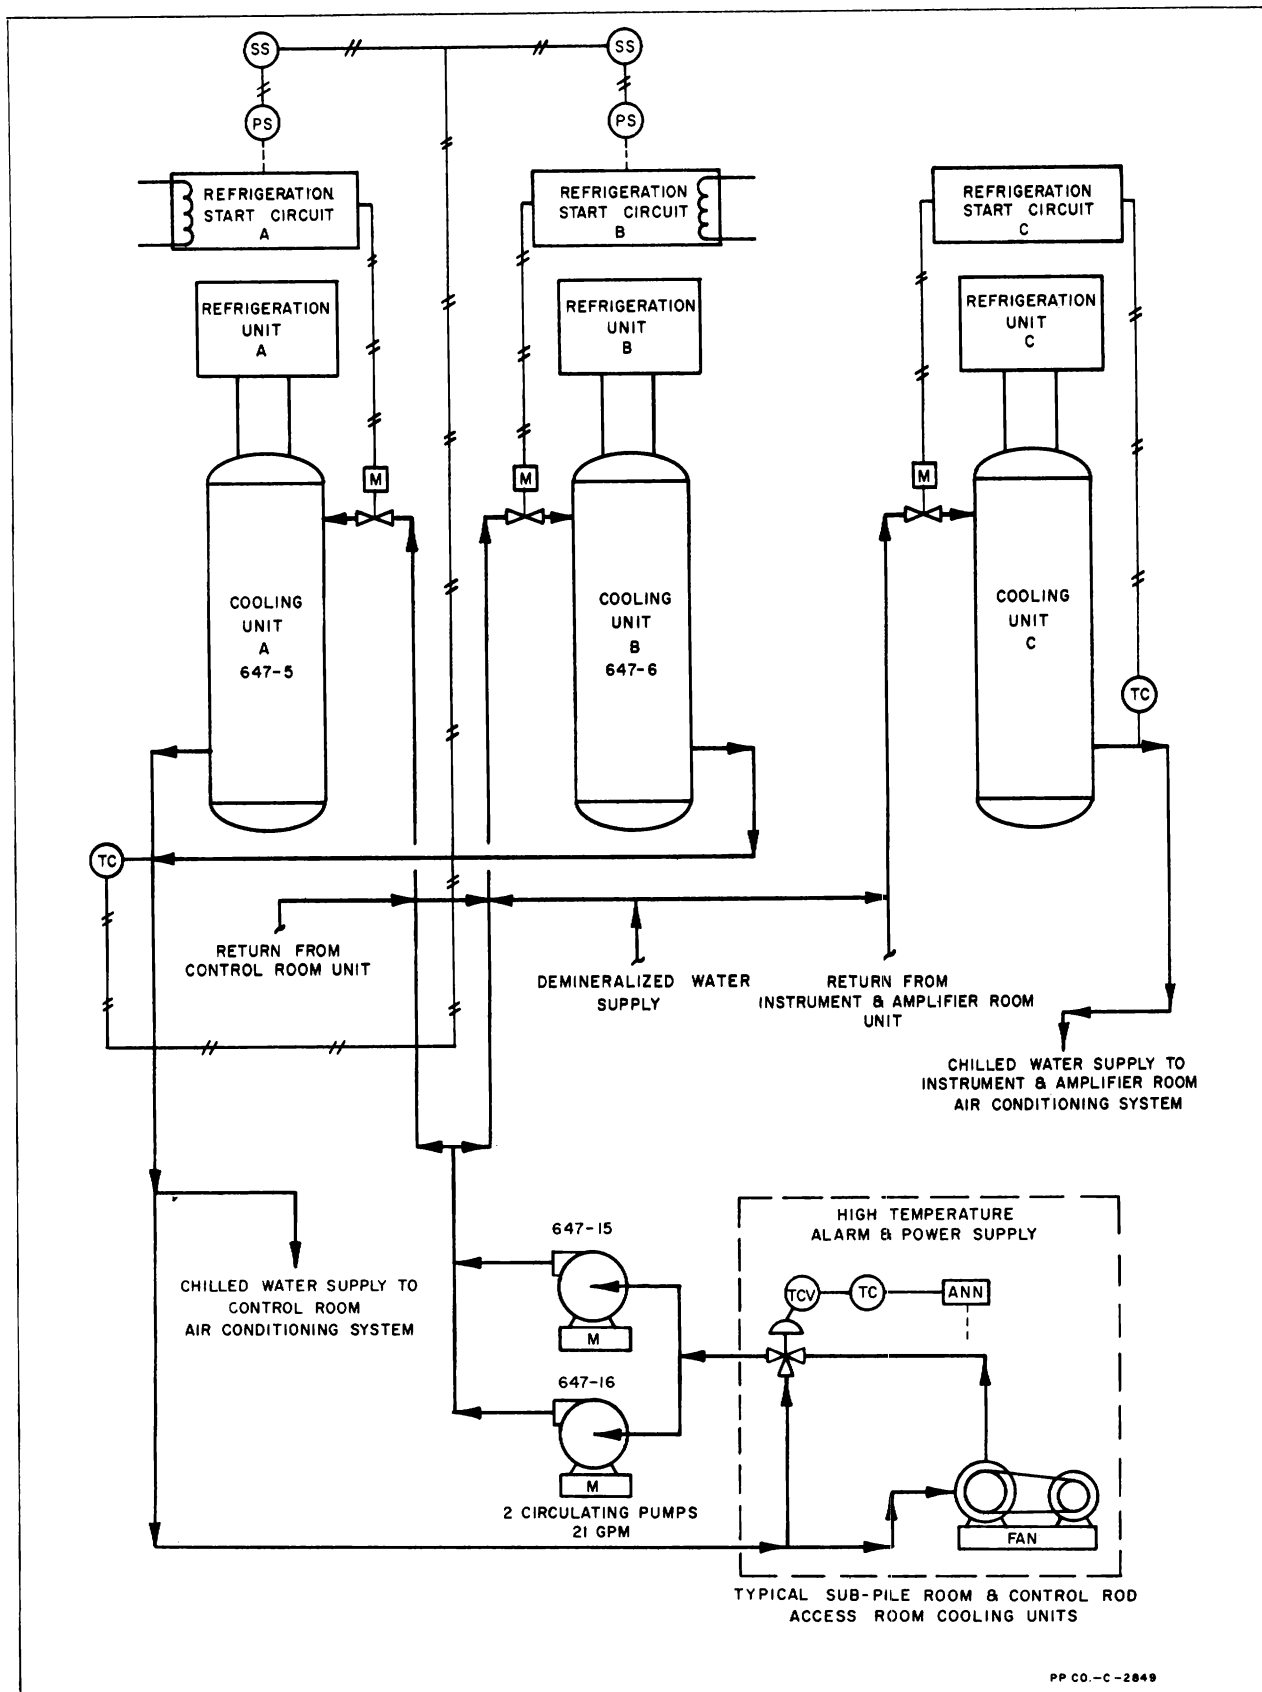 SS
SS
PS
PS
REFRIGERATION
START CIRCUIT
A
REFRIGERATION
START CIRCUIT
B
REFRIGERATION
START CIRCUIT
C
REFRIGERATION
UNIT
A
REFRIGERATION
UNIT
B
REFRIGERATION
UNIT
C
M
M
M
COOLING
UNIT
A
647-5
COOLING
UNIT
B
647-6
COOLING
UNIT
C
TC
TC
RETURN FROM
CONTROL ROOM UNIT
DEMINERALIZED WATER
SUPPLY
RETURN FROM
INSTRUMENT & AMPLIFIER ROOM
UNIT
CHILLED WATER SUPPLY TO
INSTRUMENT & AMPLIFIER ROOM
AIR CONDITIONING SYSTEM
CHILLED WATER SUPPLY TO
CONTROL ROOM
AIR CONDITIONING SYSTEM
647-15
M
647-16
M
2 CIRCULATING PUMPS
21 GPM
HIGH TEMPERATURE
ALARM & POWER SUPPLY
TCV
TC
ANN
FAN
TYPICAL SUB-PILE ROOM & CONTROL ROD
ACCESS ROOM COOLING UNITS
PP CO.-C-2849